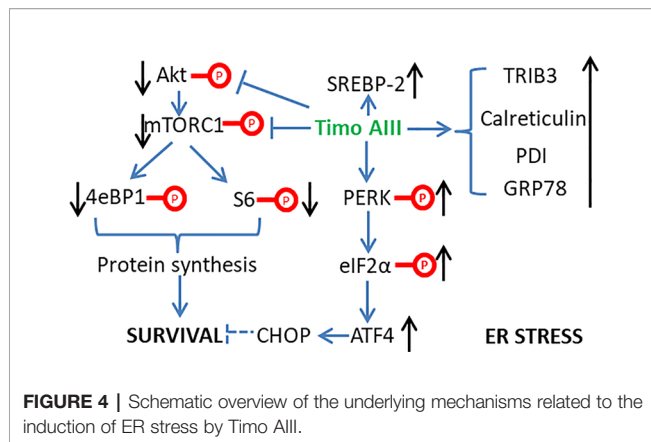 Akt P
SREBP-2
TRIB3
mTORC1 P
Timo AIII
Calreticulin
PDI
4eBP1 P
S6 P
PERK P
GRP78
Protein synthesis
eIF2α P
SURVIVAL
CHOP
ATF4
ER STRESS
FIGURE 4 | Schematic overview of the underlying mechanisms related to the
induction of ER stress by Timo AIII.